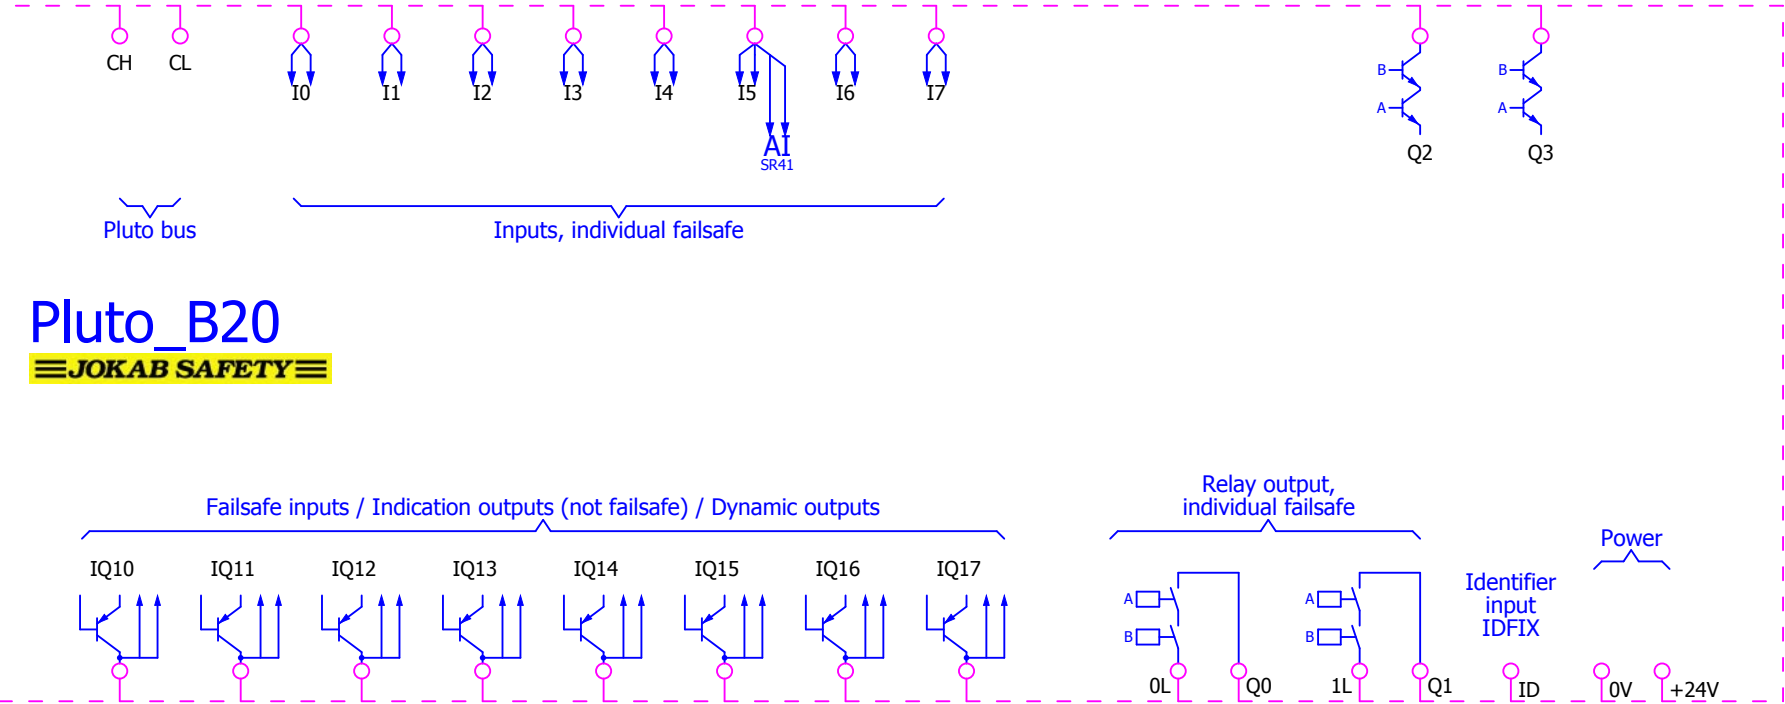 CH CL I0 I1 I2 I3 I4 I5 I6 I7
B B
A A
AI
SR41
Q2 Q3
Pluto bus
Inputs, individual failsafe
Pluto_B20
JOKAB SAFETY
Failsafe inputs / Indication outputs (not failsafe) / Dynamic outputs
IQ10 IQ11 IQ12 IQ13 IQ14 IQ15 IQ16 IQ17
Relay output,
individual failsafe
A A
B B
0L Q0 1L Q1
Identifier
input
IDFIX
ID
Power
0V +24V